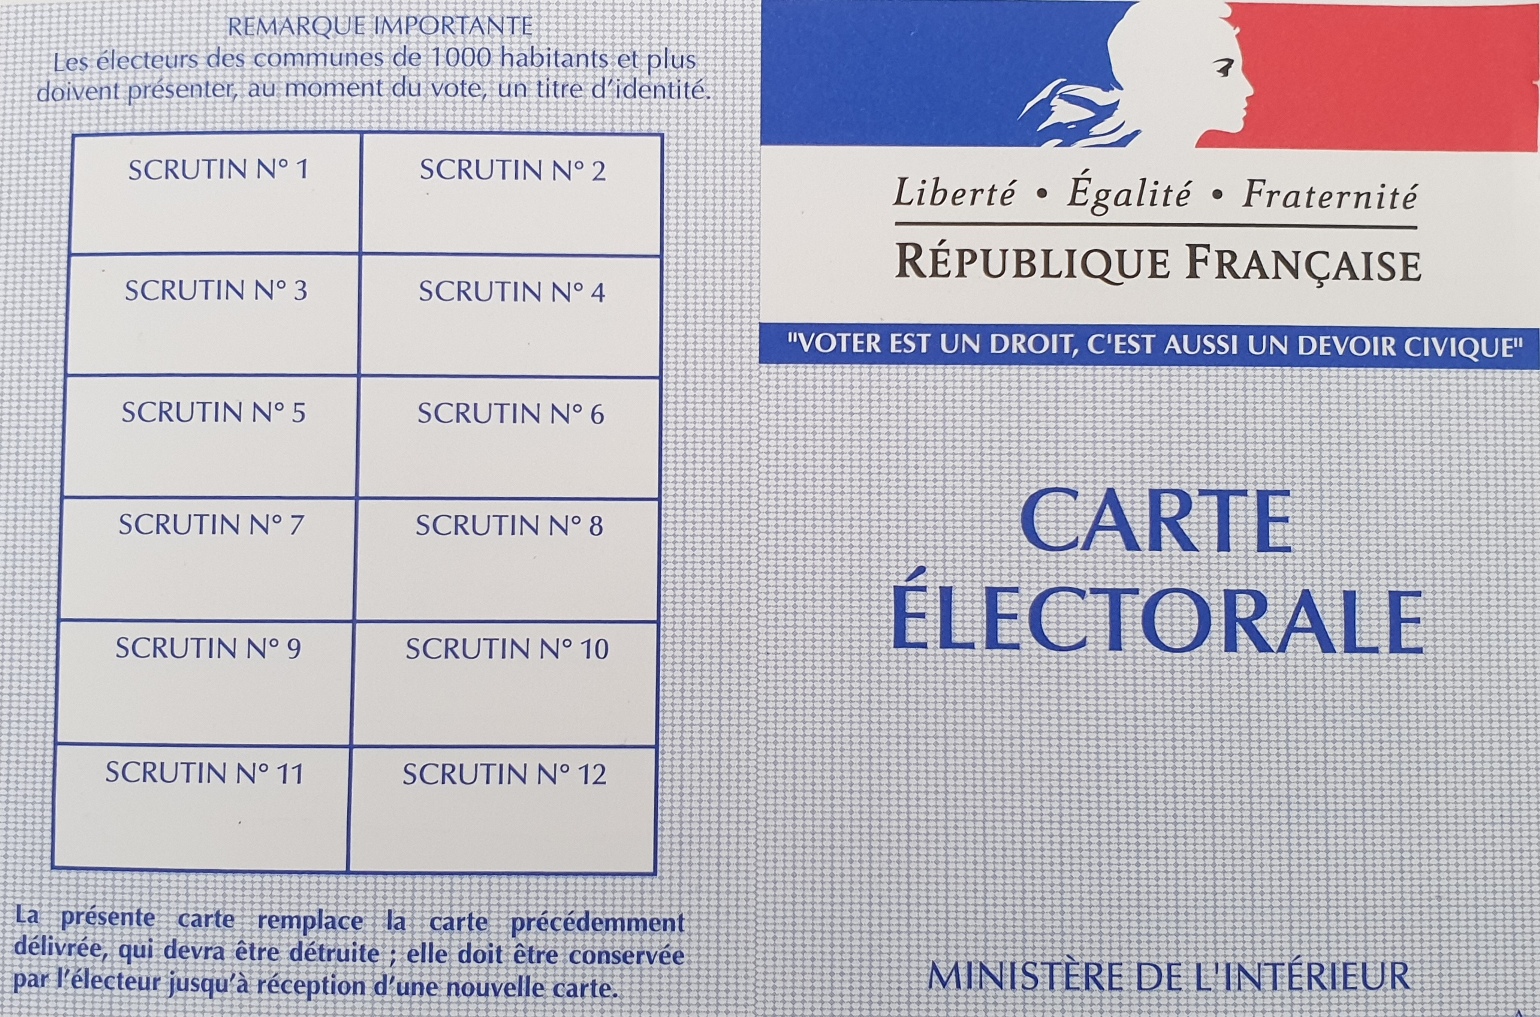 REMARQUE IMPORTANTE
Les électeurs des communes de 1000 habitants et plus
doivent présenter, au moment du vote, un titre d'identité.
SCRUTIN N° 1
SCRUTIN N° 2
SCRUTIN N° 3
SCRUTIN N° 4
SCRUTIN N° 5
SCRUTIN N° 6
SCRUTIN N° 7
SCRUTIN N° 8
SCRUTIN N° 9
SCRUTIN N° 10
SCRUTIN N° 11
SCRUTIN N° 12
La présente carte remplace la carte précédemment
délivrée, qui devra être détruite ; elle doit être conservée
par l'électeur jusqu'à réception d'une nouvelle carte.
Liberté • Égalité • Fraternité
RÉPUBLIQUE FRANÇAISE
"VOTER EST UN DROIT, C'EST AUSSI UN DEVOIR CIVIQUE"
CARTE
ÉLECTORALE
MINISTÈRE DE L'INTÉRIEUR